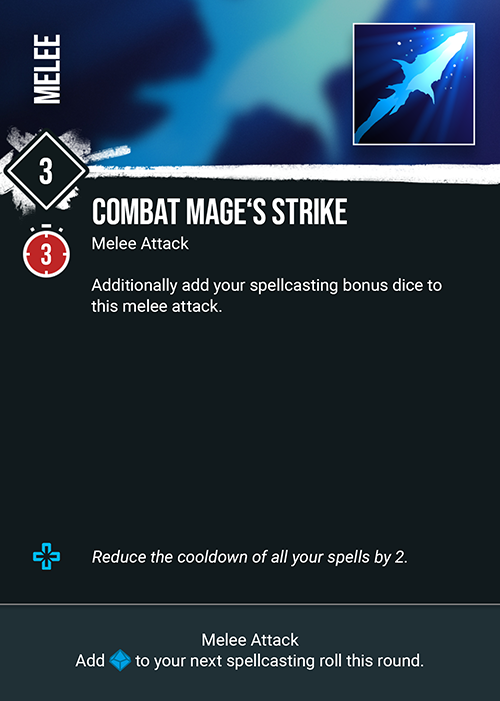 MELEE
3
COMBAT MAGE‘S STRIKE
3
Melee Attack
Additionally add your spellcasting bonus dice to
this melee attack.
Reduce the cooldown of all your spells by 2.
Melee Attack
Add to your next spellcasting roll this round.